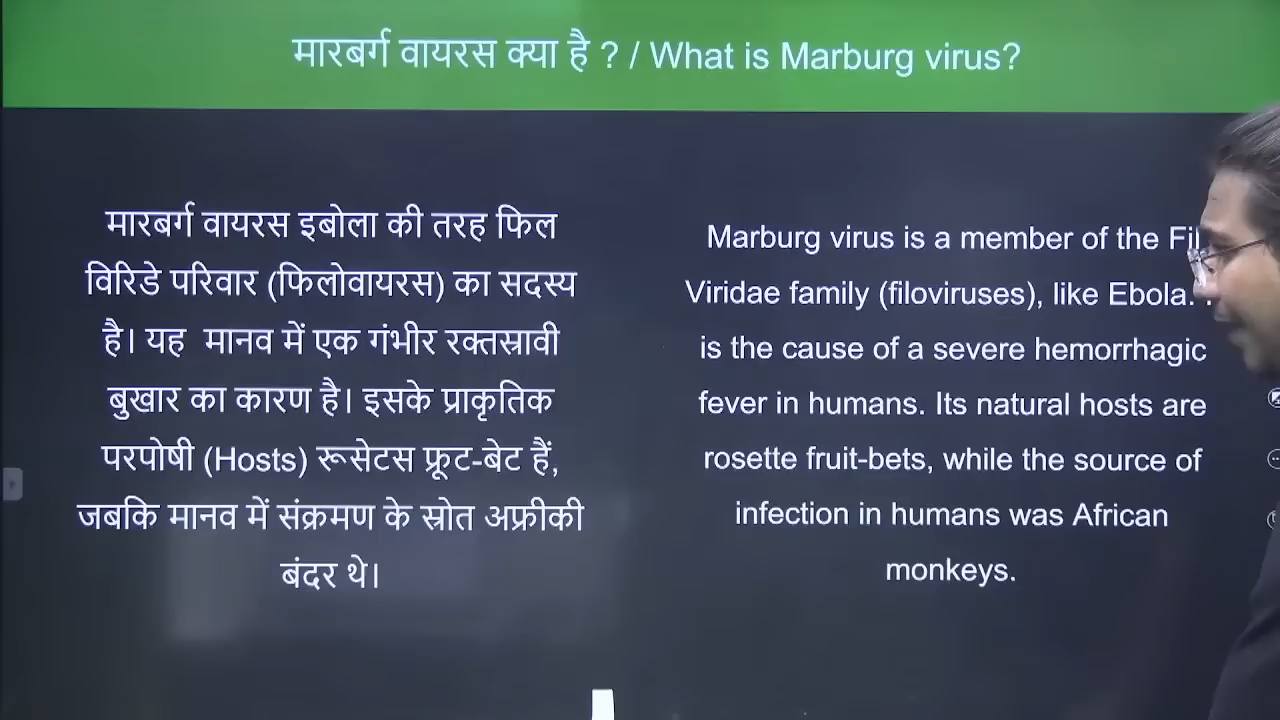 मारबर्ग वायरस क्या है ? / What is Marburg virus?
मारबर्ग वायरस इबोला की तरह फिल
विरिडे परिवार (फिलोवायरस) का सदस्य
है। यह मानव में एक गंभीर रक्तस्रावी
बुखार का कारण है। इसके प्राकृतिक
परपोषी (Hosts) रूसेटस फ्रूट-बेट हैं,
जबकि मानव में संक्रमण के स्रोत अफ्रीकी
बंदर थे।
Marburg virus is a member of the Fil
Viridae family (filoviruses), like Ebola.
is the cause of a severe hemorrhagic
fever in humans. Its natural hosts are
rosette fruit-bets, while the source of
infection in humans was African
monkeys.